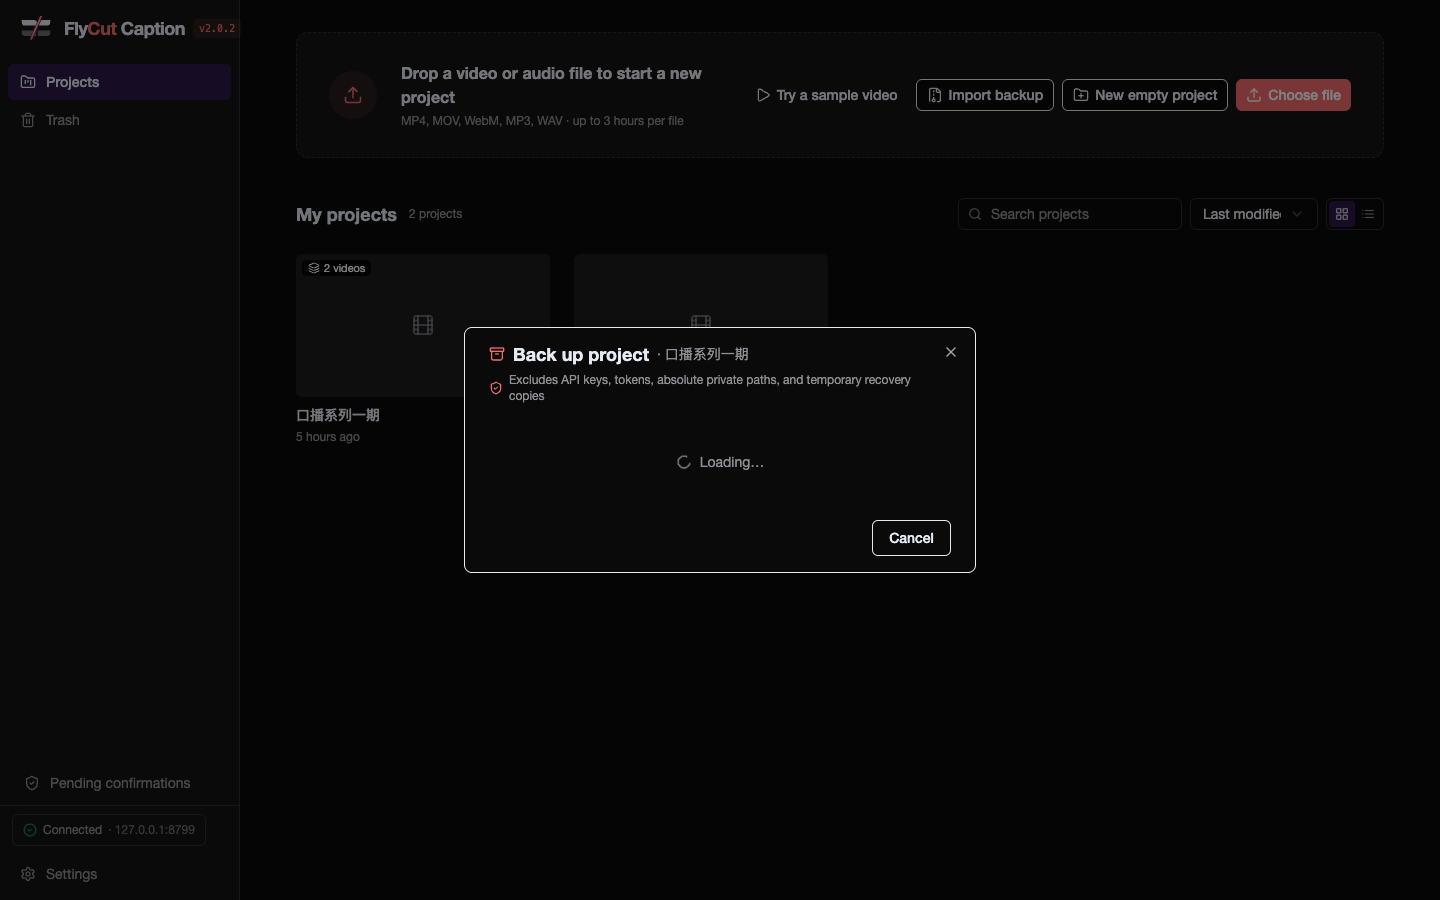 FlyCut Caption v2.0.2
Projects
Trash
Drop a video or audio file to start a new
project
MP4, MOV, WebM, MP3, WAV · up to 3 hours per file
Try a sample video
Import backup
New empty project
Choose file
My projects 2 projects
Search projects
Last modifie
2 videos
口播系列一期
5 hours ago
Back up project · 口播系列一期
Excludes API keys, tokens, absolute private paths, and temporary recovery
copies
Loading…
Cancel
Pending confirmations
Connected · 127.0.0.1:8799
Settings